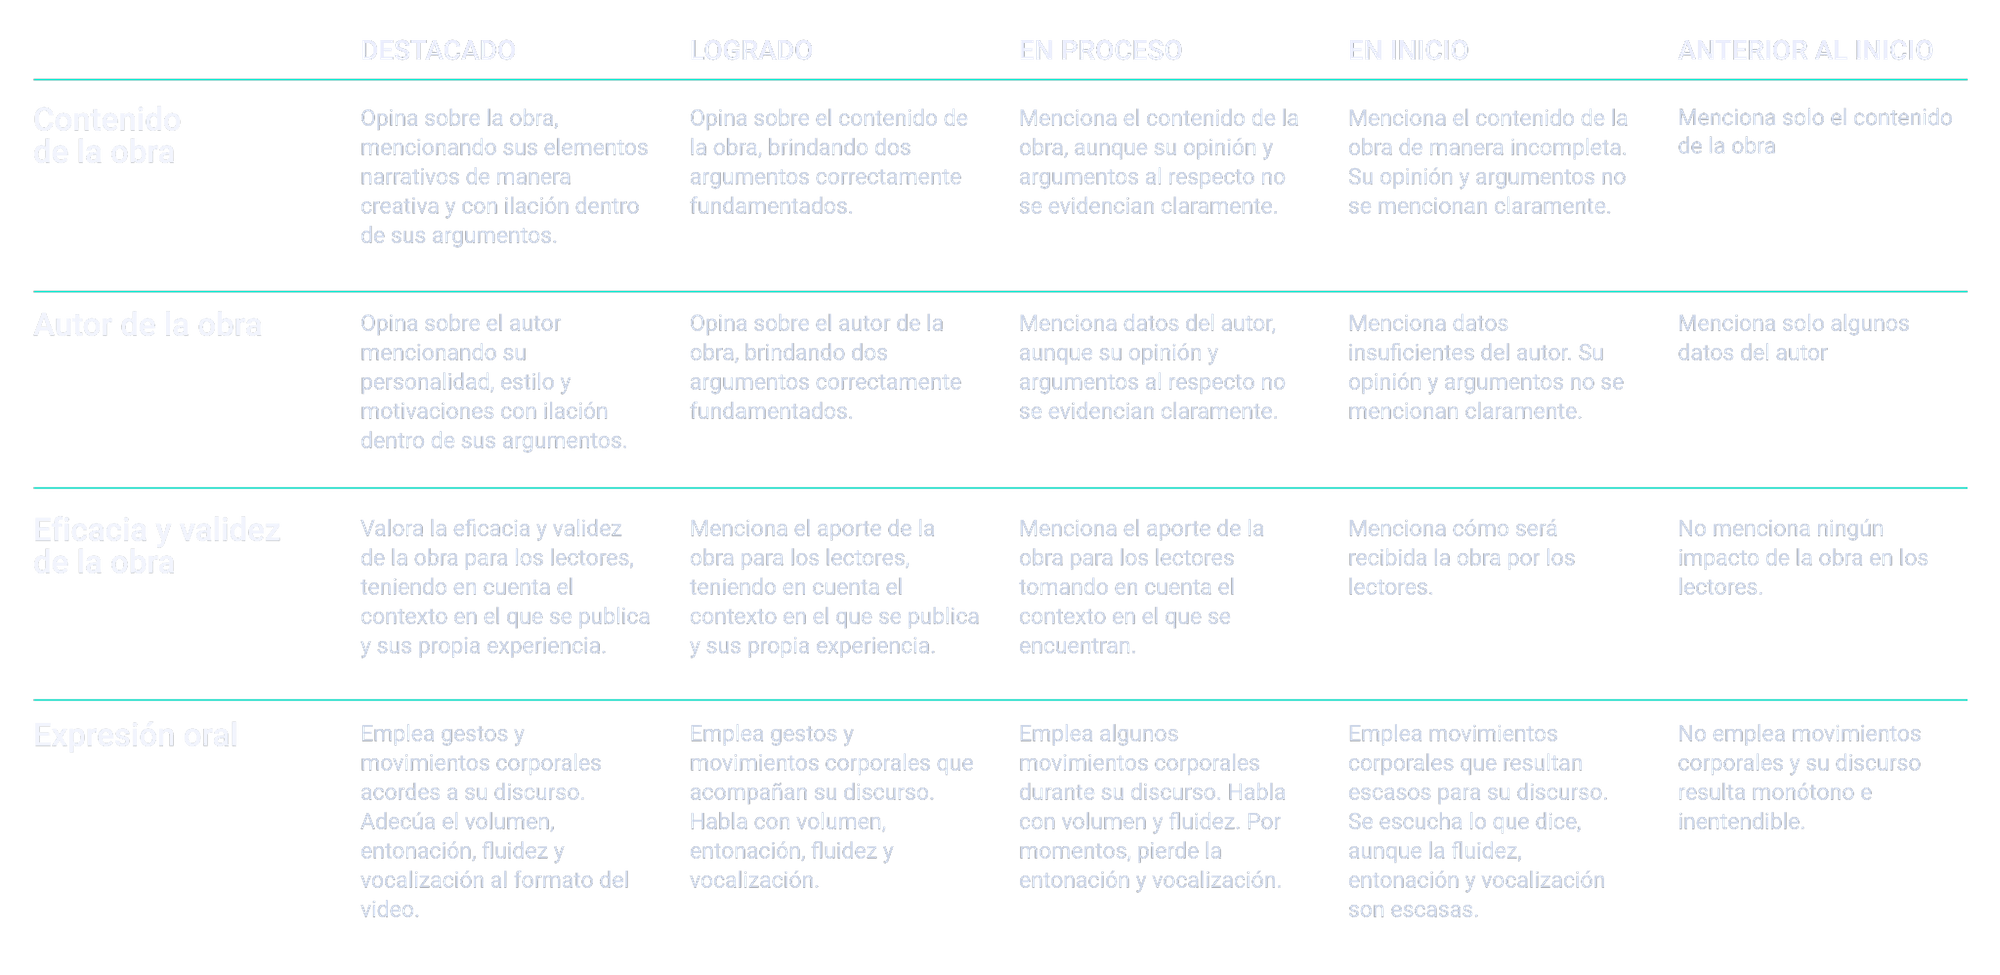 DESTACADO
LOGRADO
EN PROCESO
EN INICIO
ANTERIOR AL INICIO
Contenido
de la obra
Opina sobre la obra,
mencionando sus elementos
narrativos de manera
creativa y con ilación dentro
de sus argumentos.
Opina sobre el contenido de
la obra, brindando dos
argumentos correctamente
fundamentados.
Menciona el contenido de la
obra, aunque su opinión y
argumentos al respecto no
se evidencian claramente.
Menciona el contenido de la
obra de manera incompleta.
Su opinión y argumentos no
se mencionan claramente.
Menciona solo el contenido
de la obra
Autor de la obra
Opina sobre el autor
mencionando su
personalidad, estilo y
motivaciones con ilación
dentro de sus argumentos.
Opina sobre el autor de la
obra, brindando dos
argumentos correctamente
fundamentados.
Menciona datos del autor,
aunque su opinión y
argumentos al respecto no
se evidencian claramente.
Menciona datos
insuficientes del autor. Su
opinión y argumentos no se
mencionan claramente.
Menciona solo algunos
datos del autor
Eficacia y validez
de la obra
Valora la eficacia y validez
de la obra para los lectores,
teniendo en cuenta el
contexto en el que se publica
y sus propia experiencia.
Menciona el aporte de la
obra para los lectores,
teniendo en cuenta el
contexto en el que se publica
y sus propia experiencia.
Menciona el aporte de la
obra para los lectores
tomando en cuenta el
contexto en el que se
encuentran.
Menciona cómo será
recibida la obra por los
lectores.
No menciona ningún
impacto de la obra en los
lectores.
Expresión oral
Emplea gestos y
movimientos corporales
acordes a su discurso.
Adecúa el volumen,
entonación, fluidez y
vocalización al formato del
video.
Emplea gestos y
movimientos corporales que
acompañan su discurso.
Habla con volumen,
entonación, fluidez y
vocalización.
Emplea algunos
movimientos corporales
durante su discurso. Habla
con volumen y fluidez. Por
momentos, pierde la
entonación y vocalización.
Emplea movimientos
corporales que resultan
escasos para su discurso.
Se escucha lo que dice,
aunque la fluidez,
entonación y vocalización
son escasas.
No emplea movimientos
corporales y su discurso
resulta monótono e
inentendible.